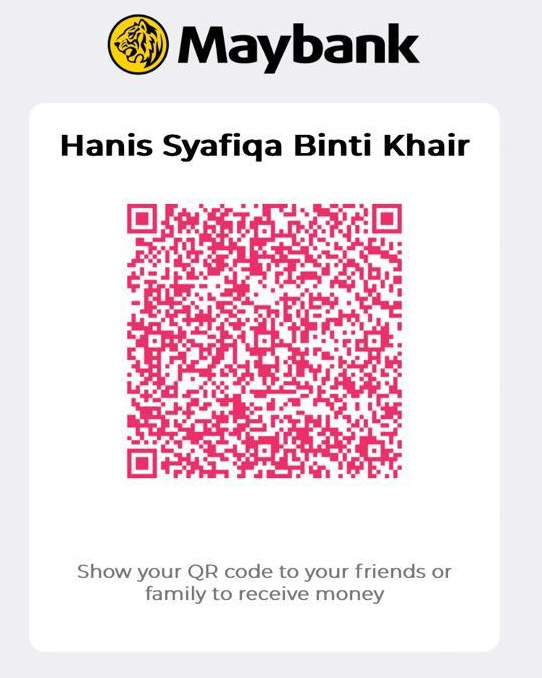 Maybank
Hanis Syafiqa Binti Khair
Show your QR code to your friends or
family to receive money